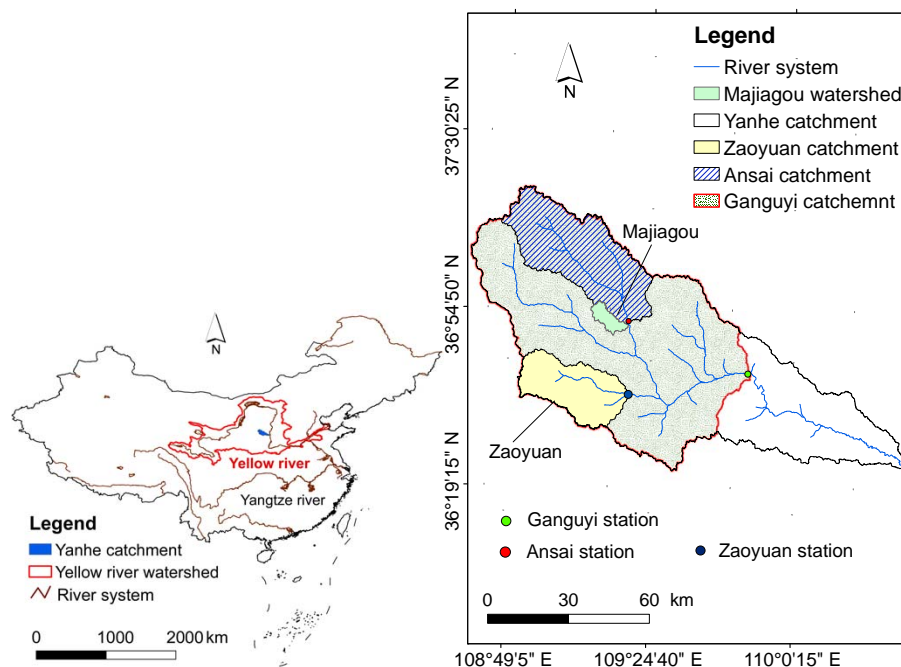 N
Yellow river
Yangtze river
Legend
Yanhe catchment
Yellow river watershed
River system
0 1000 2000 km
Legend
River system
Majiagou watershed
Yanhe catchment
Zaoyuan catchment
Ansai catchment
Ganguyi catchemnt
N
37°30'25" N
36°54'50" N
36°19'15" N
Majiagou
Zaoyuan
Ganguyi station
Ansai station
Zaoyuan station
0 30 60 km
108°49'5" E
109°24'40" E
110°0'15" E